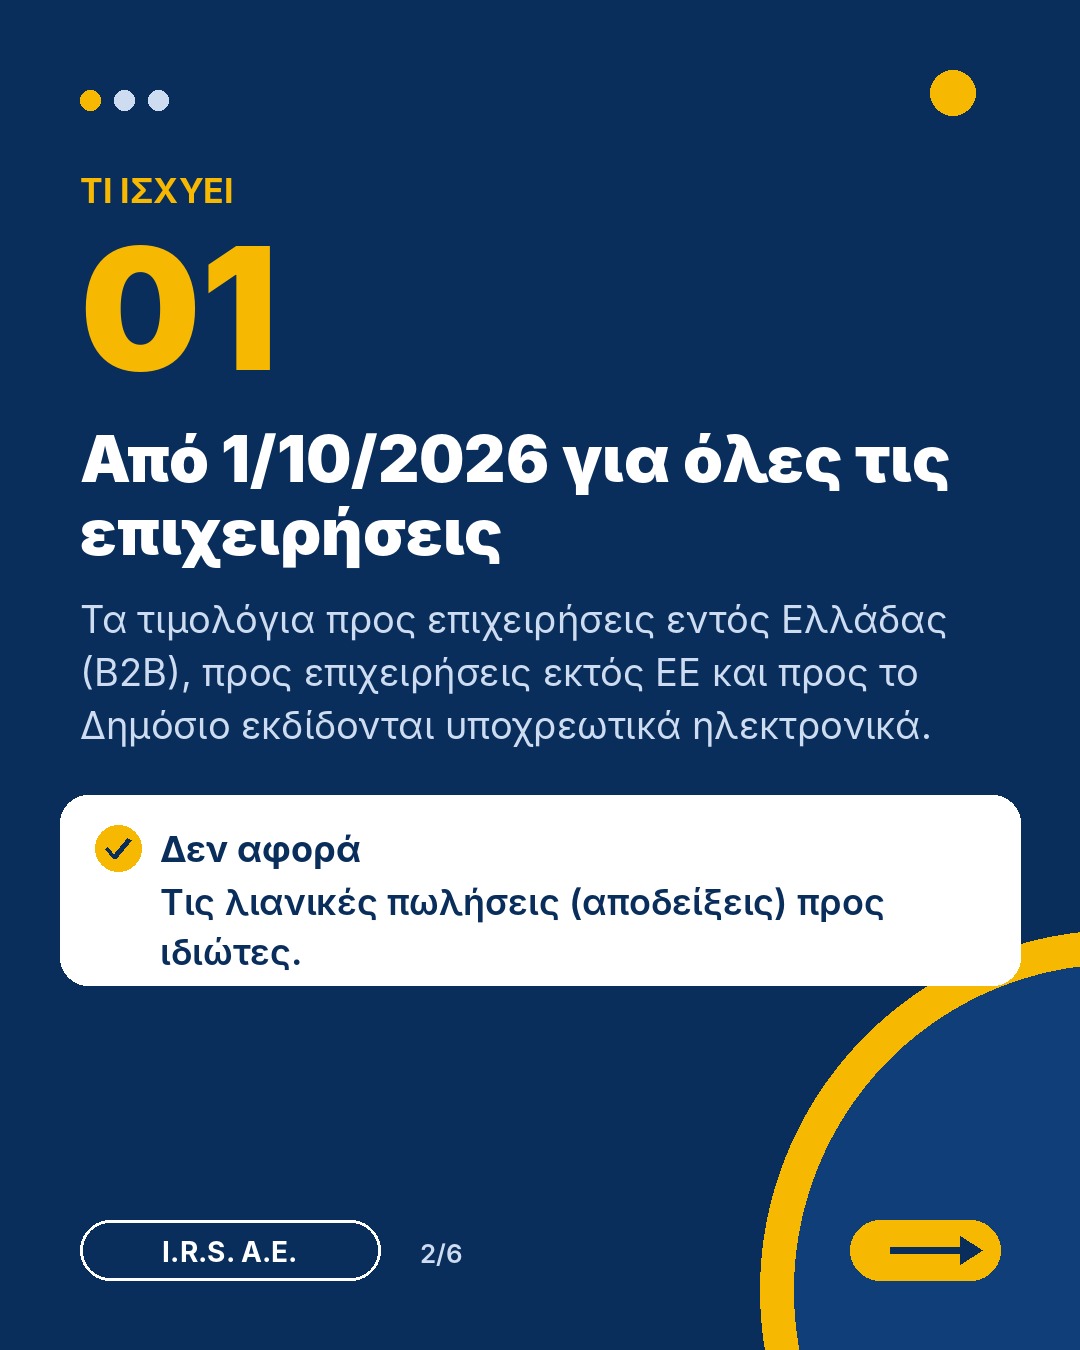 ΤΙ ΙΣΧΥΕΙ
01
Από 1/10/2026 για όλες τις
επιχειρήσεις
Τα τιμολόγια προς επιχειρήσεις εντός Ελλάδας
(B2B), προς επιχειρήσεις εκτός ΕΕ και προς το
Δημόσιο εκδίδονται υποχρεωτικά ηλεκτρονικά.
Δεν αφορά
Τις λιανικές πωλήσεις (αποδείξεις) προς
ιδιώτες.
I.R.S. A.E.
2/6